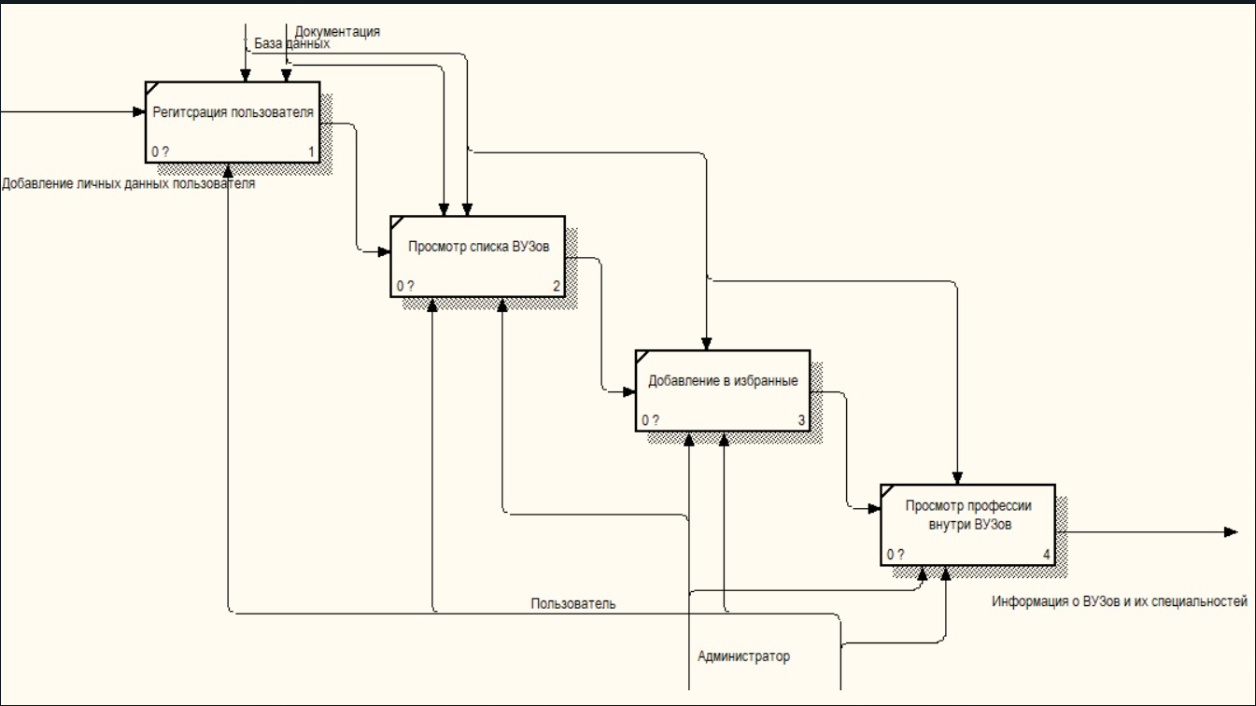 Документация
База данных
Регитсрация пользователя
0 ? 1
Добавление личных данных пользователя
Просмотр списка ВУЗов
0 ? 2
Добавление в избранные
0 ? 3
Просмотр профессии
внутри ВУЗов
0 ? 4
Информация о ВУЗов и их специальностей
Пользователь
Администратор